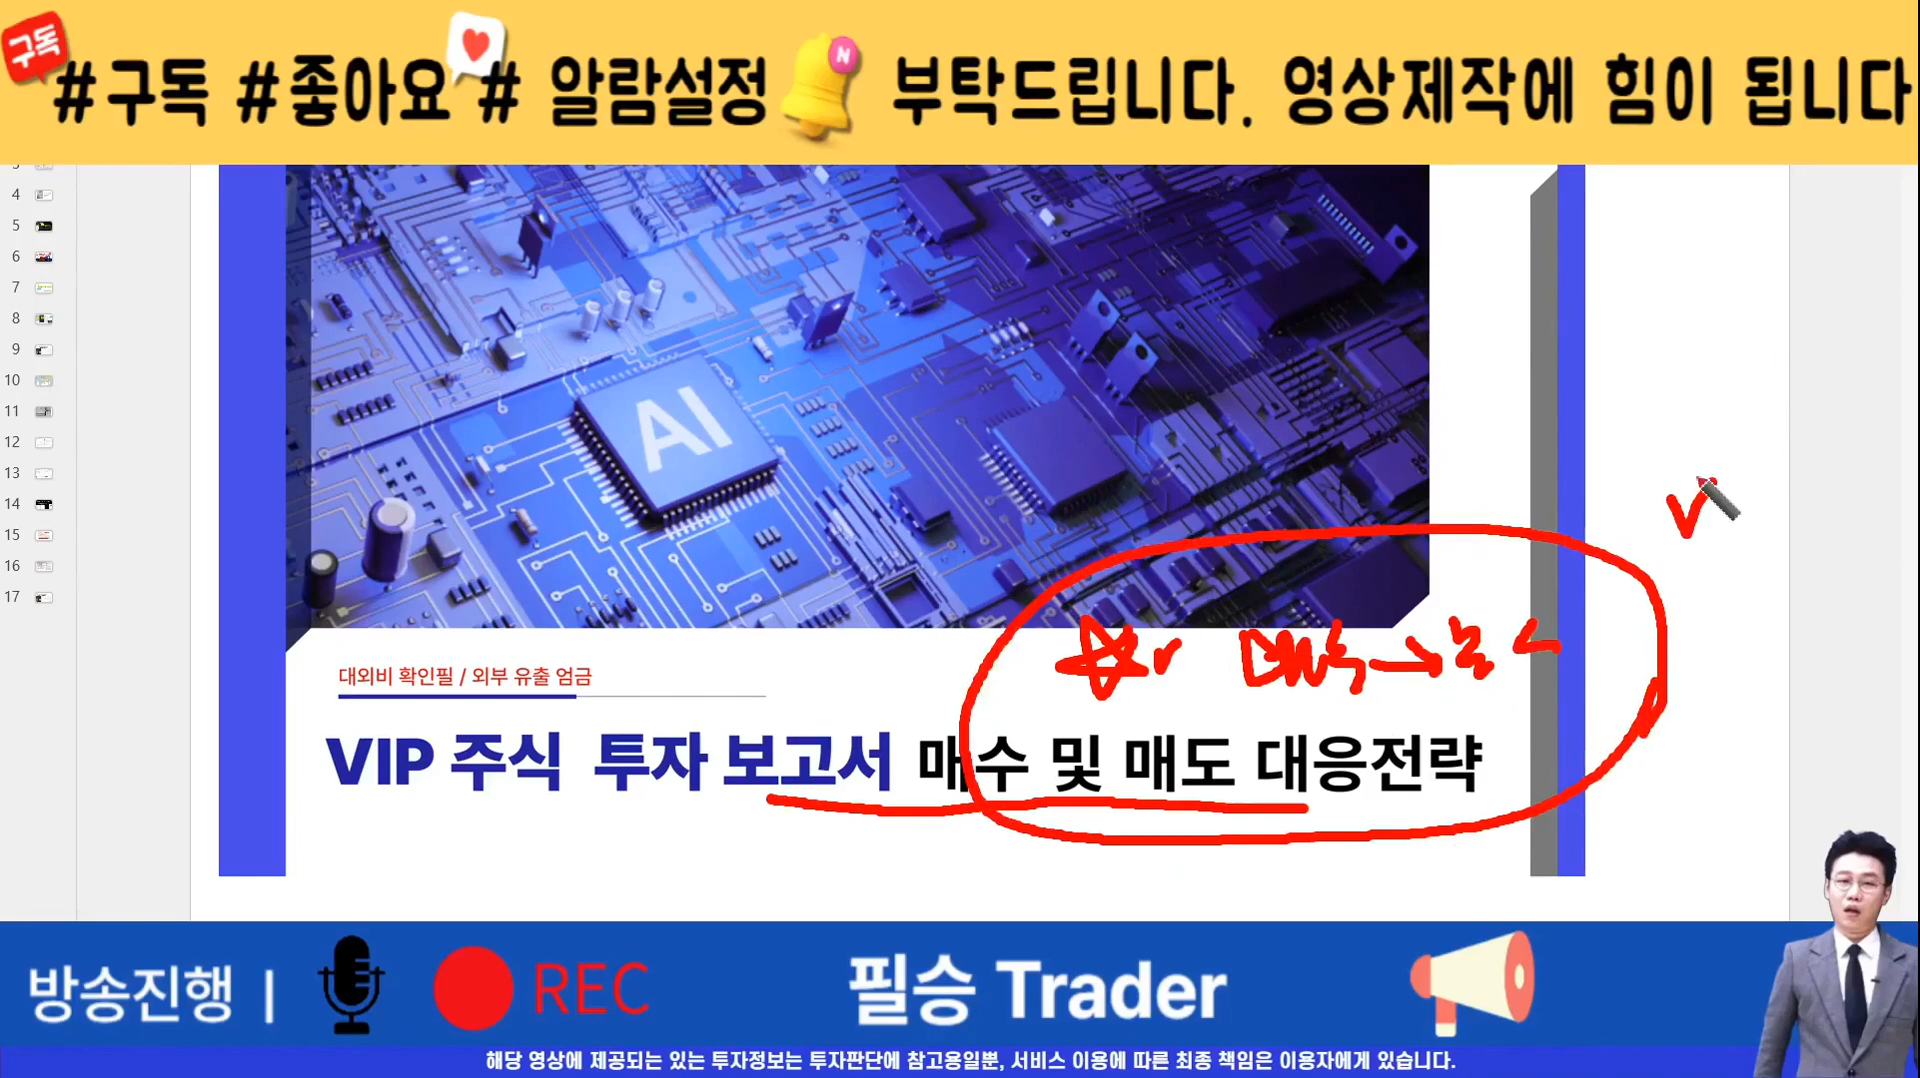 구독
#구독 #좋아요 # 알람설정 N 부탁드립니다. 영상제작에 힘이 됩니다
4
5
6
7
8
9
10
11
12
13
14
15
16
17
AI
대외비 확인필 / 외부 유출 엄금
VIP 주식 투자 보고서 매수 및 매도 대응전략
방송진행 | REC 필승 Trader
해당 영상에 제공되는 있는 투자정보는 투자판단에 참고용일뿐, 서비스 이용에 따른 최종 책임은 이용자에게 있습니다.